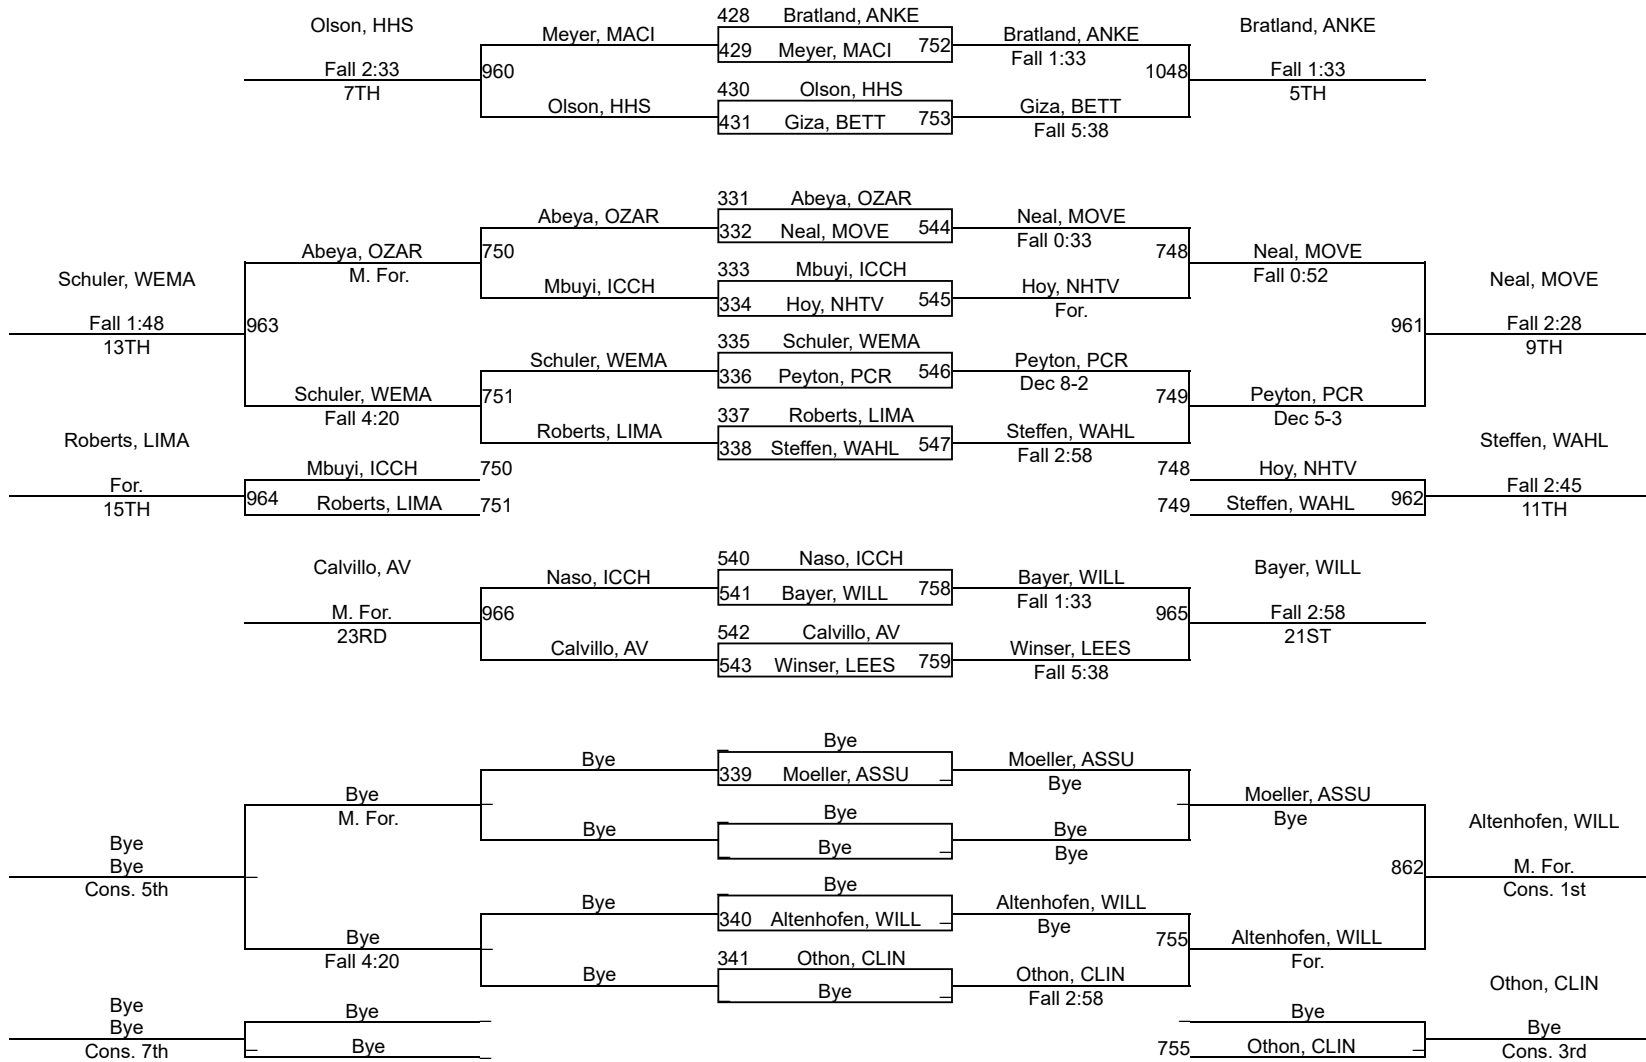 Olson, HHS
Fall 2:33
7TH
Meyer, MACI
960
Olson, HHS
428 Bratland, ANKE
429 Meyer, MACI 752
430 Olson, HHS
431 Giza, BETT 753
Bratland, ANKE
Fall 1:33
1048
Giza, BETT
Fall 5:38
Bratland, ANKE
Fall 1:33
5TH
Schuler, WEMA
Fall 1:48
13TH
Abeya, OZAR
M. For.
963
Schuler, WEMA
Fall 4:20
Abeya, OZAR
750
Mbuyi, ICCH
Schuler, WEMA
751
Roberts, LIMA
331 Abeya, OZAR
332 Neal, MOVE 544
333 Mbuyi, ICCH
334 Hoy, NHTV 545
335 Schuler, WEMA
336 Peyton, PCR 546
337 Roberts, LIMA
338 Steffen, WAHL 547
Neal, MOVE
Fall 0:33
748
Hoy, NHTV
For.
Peyton, PCR
Dec 8-2
749
Steffen, WAHL
Fall 2:58
Neal, MOVE
Fall 0:52
961
Peyton, PCR
Dec 5-3
Neal, MOVE
Fall 2:28
9TH
Roberts, LIMA
For.
15TH
Mbuyi, ICCH 750
964 Roberts, LIMA 751
748 Hoy, NHTV
749 Steffen, WAHL 962
Steffen, WAHL
Fall 2:45
11TH
Calvillo, AV
M. For.
23RD
Naso, ICCH
966
Calvillo, AV
540 Naso, ICCH
541 Bayer, WILL 758
542 Calvillo, AV
543 Winser, LEES 759
Bayer, WILL
Fall 1:33
965
Winser, LEES
Fall 5:38
Bayer, WILL
Fall 2:58
21ST
Bye
Bye
Cons. 5th
Bye
M. For.
_
Bye
Fall 4:20
Bye
_
Bye
Bye
_
Bye
_ Bye
339 Moeller, ASSU _
_ Bye
_ Bye _
_ Bye
340 Altenhofen, WILL _
341 Othon, CLIN
_ Bye _
Moeller, ASSU
Bye
_
Bye
Bye
Altenhofen, WILL
Bye
755
Othon, CLIN
Fall 2:58
Moeller, ASSU
Bye
862
Altenhofen, WILL
For.
Altenhofen, WILL
M. For.
Cons. 1st
Bye
Bye
Cons. 7th
Bye _
_ Bye _
_ Bye
755 Othon, CLIN _
Othon, CLIN
Bye
Cons. 3rd